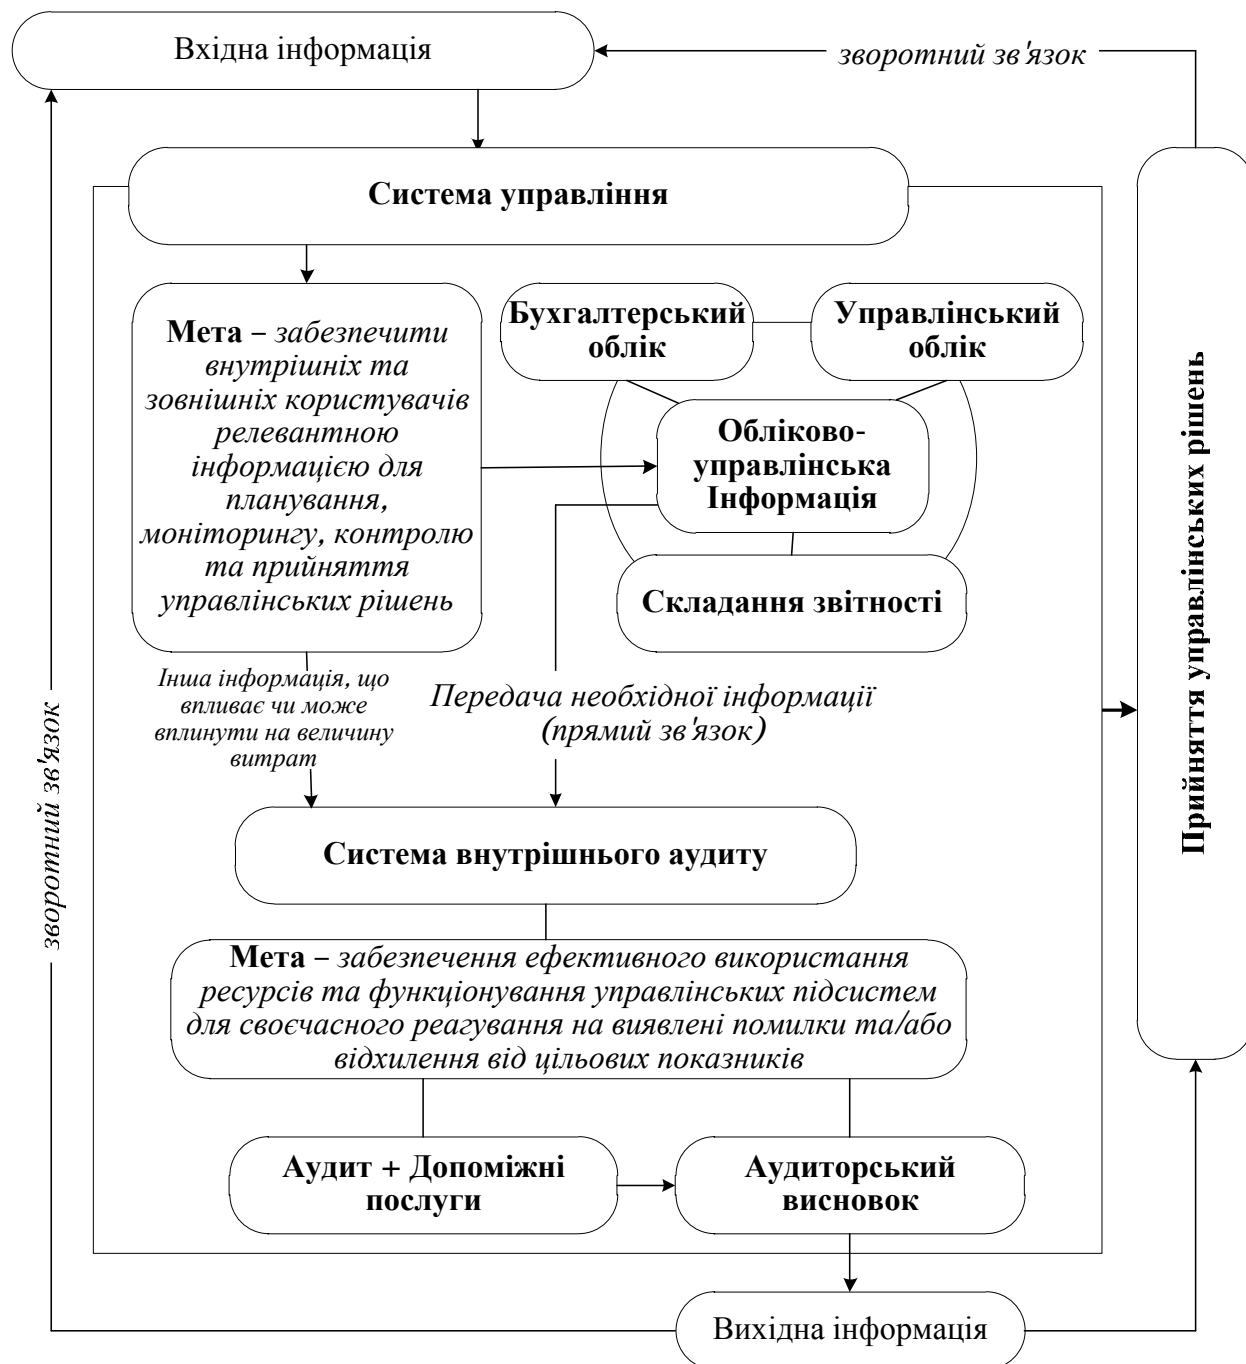 Вхідна інформація
зворотний зв'язок
Система управління
Мета – забезпечити
внутрішніх та
зовнішніх користувачів
релевантною
інформацією для
планування,
моніторингу, контролю
та прийняття
управлінських рішень
Бухгалтерський
облік
Управлінський
облік
Обліково-
управлінська
Інформація
Складання звітності
Прийняття управлінських рішень
Інша інформація, що
впливає чи може
вплинути на величину
витрат
Передача необхідної інформації
(прямий зв'язок)
зворотний зв'язок
Система внутрішнього аудиту
Мета – забезпечення ефективного використання
ресурсів та функціонування управлінських підсистем
для своєчасного реагування на виявлені помилки та/або
відхилення від цільових показників
Аудит + Допоміжні
послуги
Аудиторський
висновок
Вихідна інформація